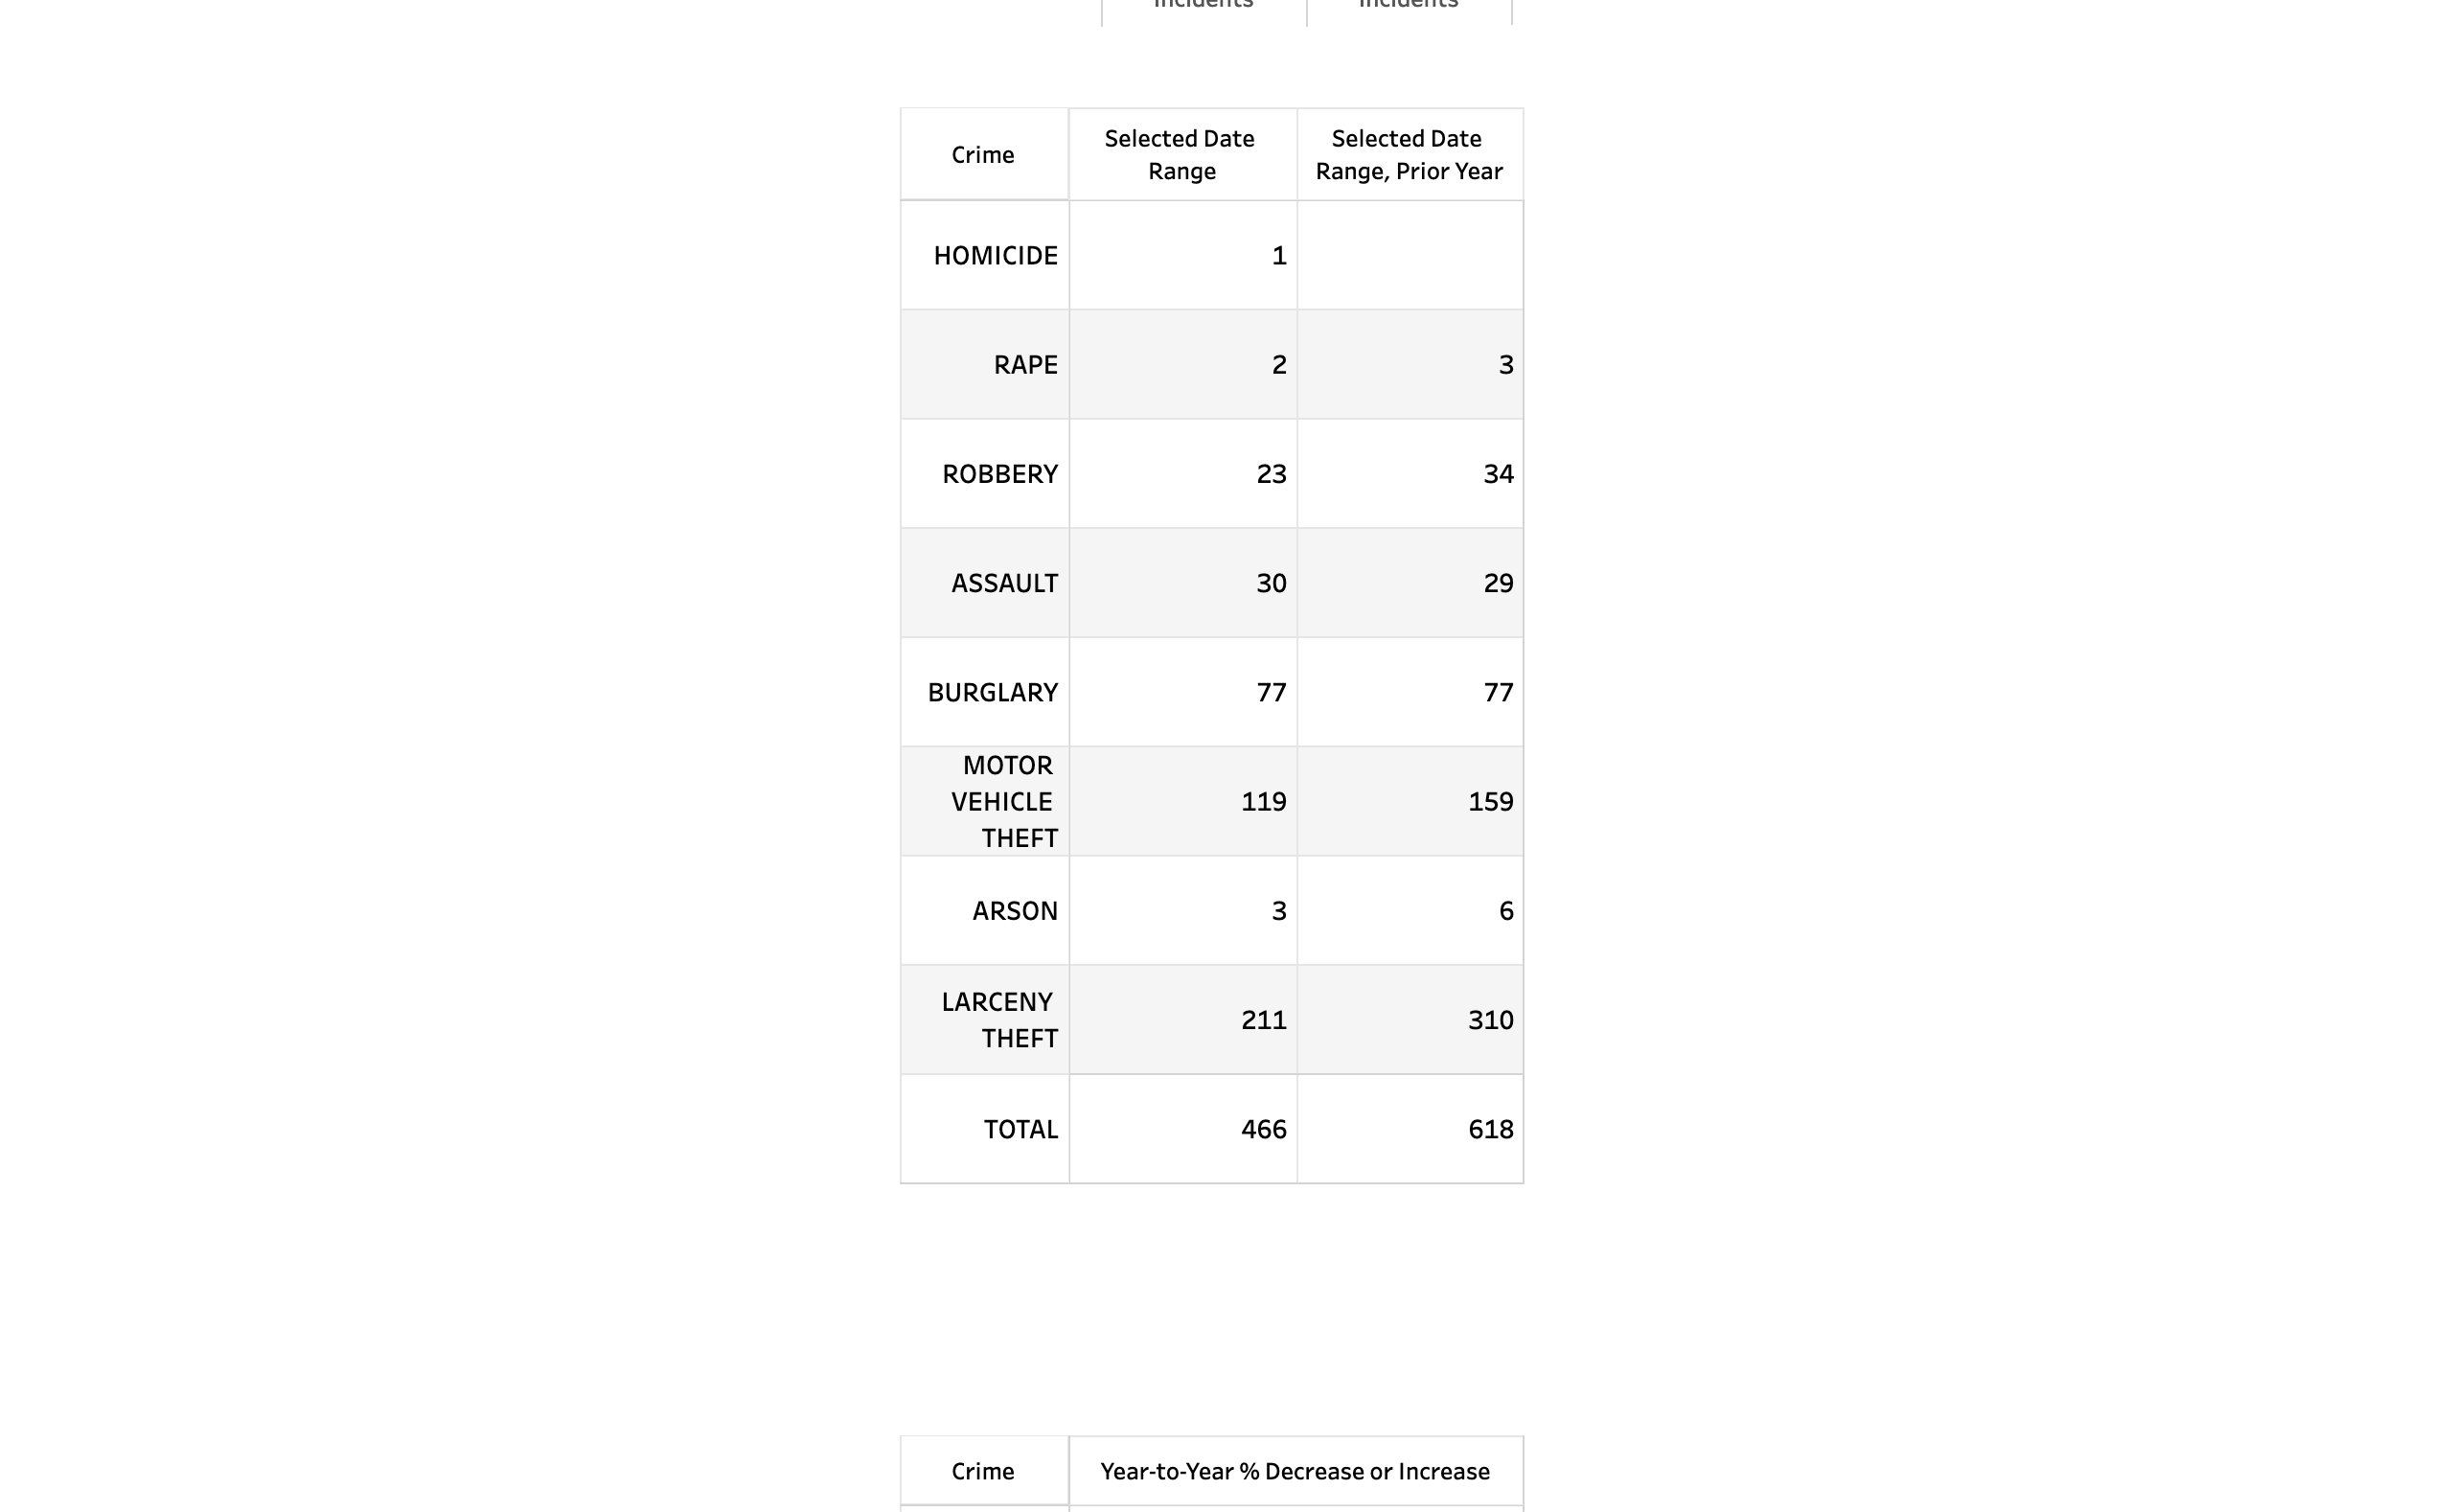 Incidents Incidents
Crime
Selected Date
Range
Selected Date
Range, Prior Year
HOMICIDE 1
RAPE 2 3
ROBBERY 23 34
ASSAULT 30 29
BURGLARY 77 77
MOTOR
VEHICLE 119 159
THEFT
ARSON 3 6
LARCENY
THEFT
211 310
TOTAL 466 618
Crime Year-to-Year % Decrease or Increase